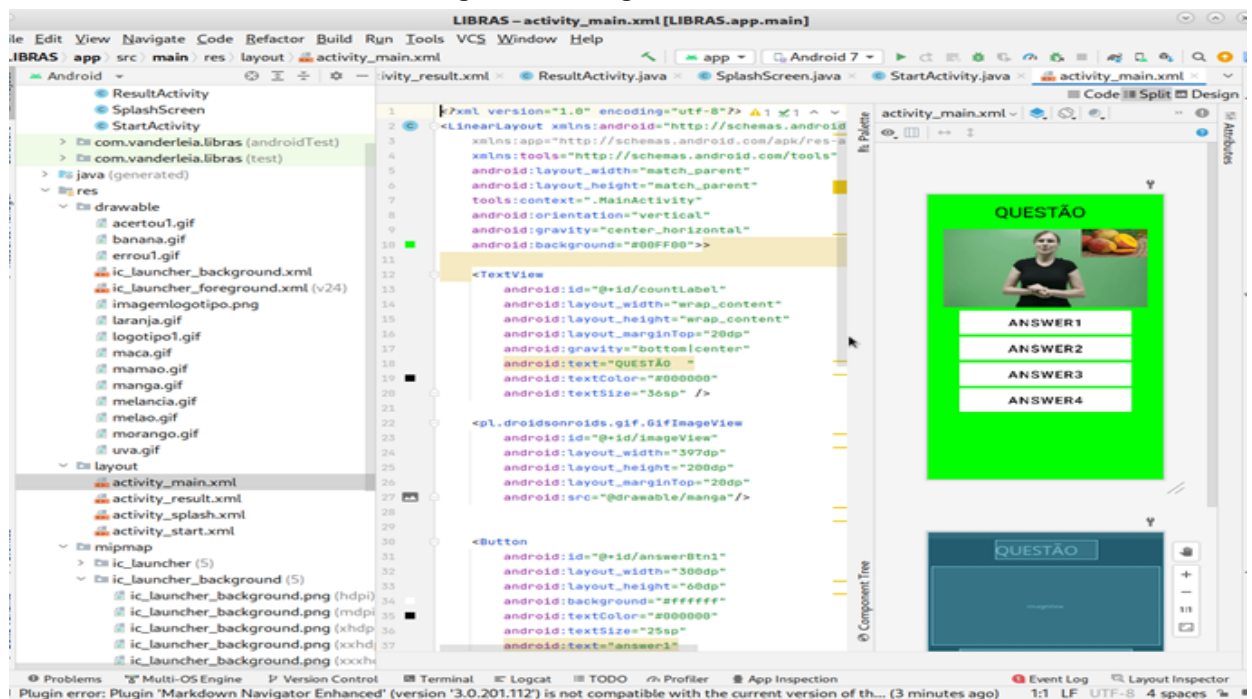 LIBRAS – activity_main.xml [LIBRAS.app.main]
Edit View Navigate Code Refactor Build Run Tools VCS Window Help
LIBRAS app src main res layout activity_main.xml
app Android 7
Android
ivity_result.xml ResultActivity.java SplashScreen.java StartActivity.java activity_main.xml
Code Split Design
ResultActivity
SplashScreen
StartActivity
com.vanderleia.libras (androidTest)
com.vanderleia.libras (test)
java (generated)
res
drawable
acertou1.gif
banana.gif
errou1.gif
ic_launcher_background.xml
ic_launcher_foreground.xml (v24)
imagemlogotipo.png
laranja.gif
logotipo1.gif
maca.gif
mamao.gif
manga.gif
melancia.gif
melao.gif
morango.gif
uva.gif
layout
activity_main.xml
activity_result.xml
activity_splash.xml
activity_start.xml
mipmap
ic_launcher (5)
ic_launcher_background (5)
ic_launcher_background.png (hdpi)
ic_launcher_background.png (mdpi
ic_launcher_background.png (xhdp
ic_launcher_background.png (xxhd
ic_launcher_background.png (xxxh
1 <?xml version="1.0" encoding="utf-8"?> 1 1
2 <LinearLayout xmlns:android="http://schemas.android
3 xmlns:app="http://schemas.android.com/apk/res-a
4 xmlns:tools="http://schemas.android.com/tools"
5 android:layout_width="match_parent"
6 android:layout_height="match_parent"
7 tools:context=".MainActivity"
8 android:orientation="vertical"
9 android:gravity="center_horizontal"
10 android:background="#00FF00">>
11
12 <TextView
13 android:id="@+id/countLabel"
14 android:layout_width="wrap_content"
15 android:layout_height="wrap_content"
16 android:layout_marginTop="20dp"
17 android:gravity="bottom|center"
18 android:text="QUESTÃO "
19 android:textColor="#000000"
20 android:textSize="36sp" />
21
22 <pl.droidsonroids.gif.GifImageView
23 android:id="@+id/imageView"
24 android:layout_width="397dp"
25 android:layout_height="200dp"
26 android:layout_marginTop="20dp"
27 android:src="@drawable/manga"/>
28
29
30 <Button
31 android:id="@+id/answerBtn1"
32 android:layout_width="300dp"
33 android:layout_height="60dp"
34 android:background="#ffffff"
35 android:textColor="#000000"
36 android:textSize="25sp"
37 android:text="answer1"
Palette
Component Tree
activity_main.xml
Attributes
QUESTÃO
ANSWER1
ANSWER2
ANSWER3
ANSWER4
QUESTÃO
1:1
Problems Multi-OS Engine Version Control Terminal Logcat TODO Profiler App Inspection Event Log Layout Inspector
Plugin error: Plugin 'Markdown Navigator Enhanced' (version '3.0.201.112') is not compatible with the current version of th... (3 minutes ago) 1:1 LF UTF-8 4 spaces